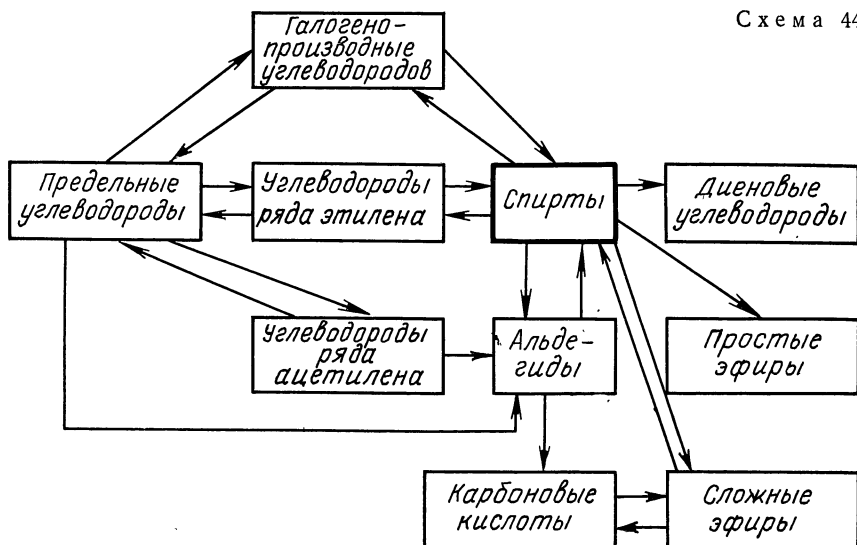 Схема 44
Галогено-
производные
углеводородов
Предельные
углеводороды
Углеводороды
ряда этилена
Спирты
Диеновые
углеводороды
Углеводороды
ряда
ацетилена
Альде-
гиды
Простые
эфиры
Карбоновые
кислоты
Сложные
эфиры